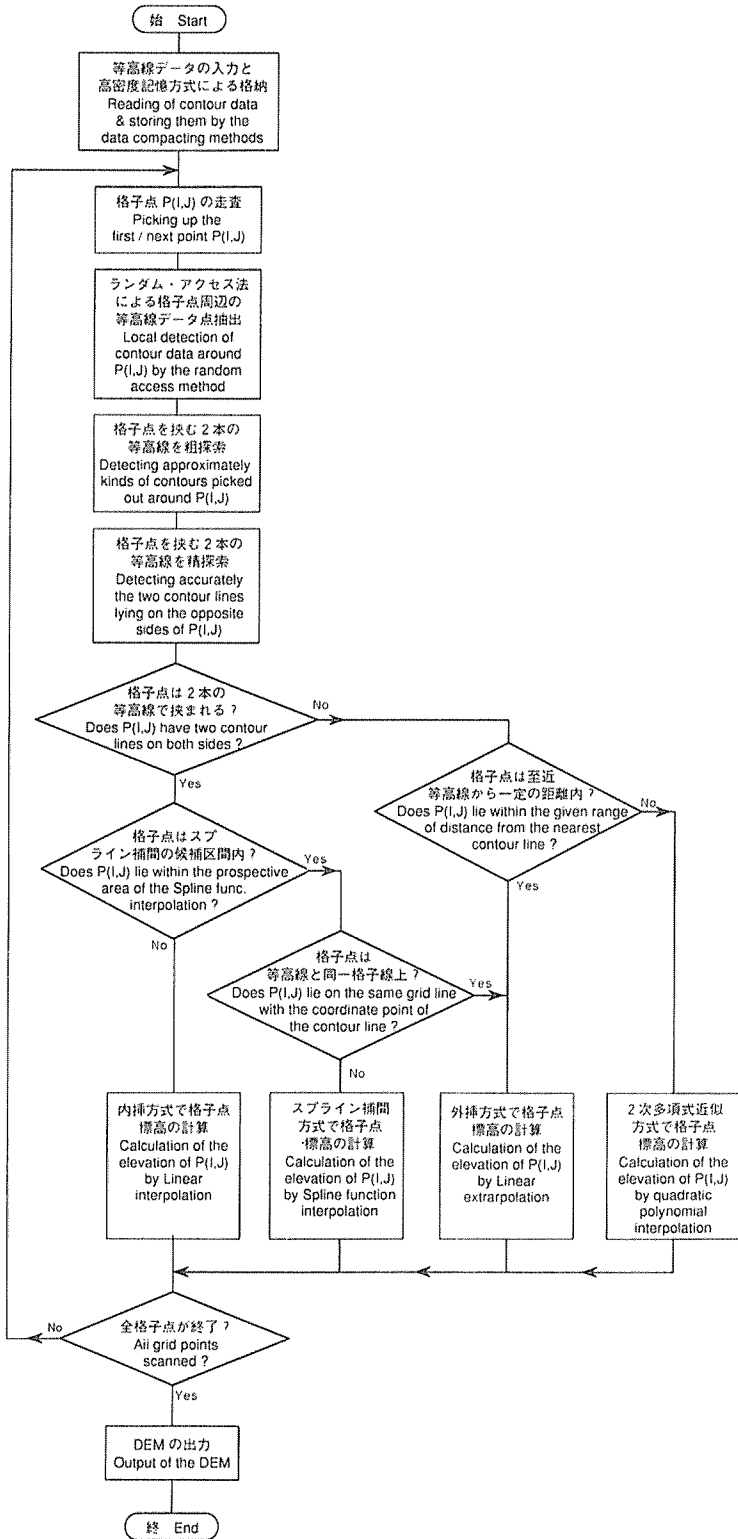 始 Start
等高線データの入力と
高密度記憶方式による格納
Reading of contour data
& storing them by the
data compacting methods
格子点 P(I,J) の走査
Picking up the
first / next point P(I,J)
ランダム・アクセス法
による格子点周辺の
等高線データ点抽出
Local detection of
contour data around
P(I,J) by the random
access method
格子点を挟む2本の
等高線を粗探索
Detecting approximately
kinds of contours picked
out around P(I,J)
格子点を挟む2本の
等高線を精探索
Detecting accurately
the two contour lines
lying on the opposite
sides of P(I,J)
格子点は2本の
等高線で挟まれる?
Does P(I,J) have two contour
lines on both sides ?
No
Yes
格子点は至近
等高線から一定の距離内?
Does P(I,J) lie within the given range
of distance from the nearest
contour line ?
No
Yes
格子点はスプ
ライン補間の候補区間内?
Does P(I,J) lie within the prospective
area of the Spline func.
interpolation ?
Yes
No
格子点は
等高線と同一格子線上?
Does P(I,J) lie on the same grid line
with the coordinate point of
the contour line ?
Yes
No
内挿方式で格子点
標高の計算
Calculation of the
elevation of P(I,J)
by Linear
interpolation
スプライン補間
方式で格子点
標高の計算
Calculation of the
elevation of P(I,J)
by Spline function
interpolation
外挿方式で格子点
標高の計算
Calculation of the
elevation of P(I,J)
by Linear
extrarpolation
2次多項式近似
方式で格子点
標高の計算
Calculation of the
elevation of P(I,J)
by quadratic
polynomial
interpolation
全格子点が終了?
Aii grid points
scanned ?
No
Yes
DEM の出力
Output of the DEM
終 End